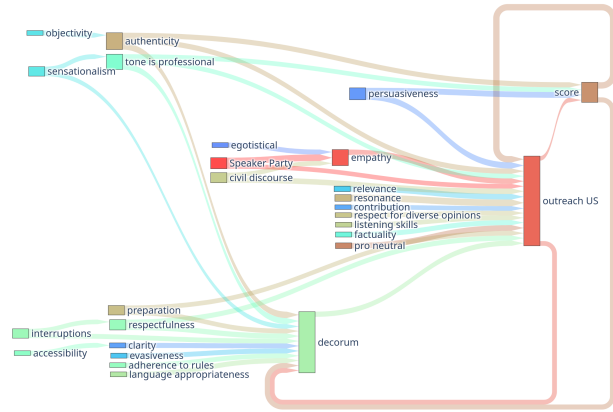 objectivity
authenticity
tone is professional
sensationalism
persuasiveness
score
egotistical
Speaker Party
empathy
civil discourse
relevance
resonance
contribution
respect for diverse opinions
listening skills
factuality
pro neutral
outreach US
preparation
respectfulness
interruptions
accessibility
clarity
evasiveness
adherence to rules
language appropriateness
decorum